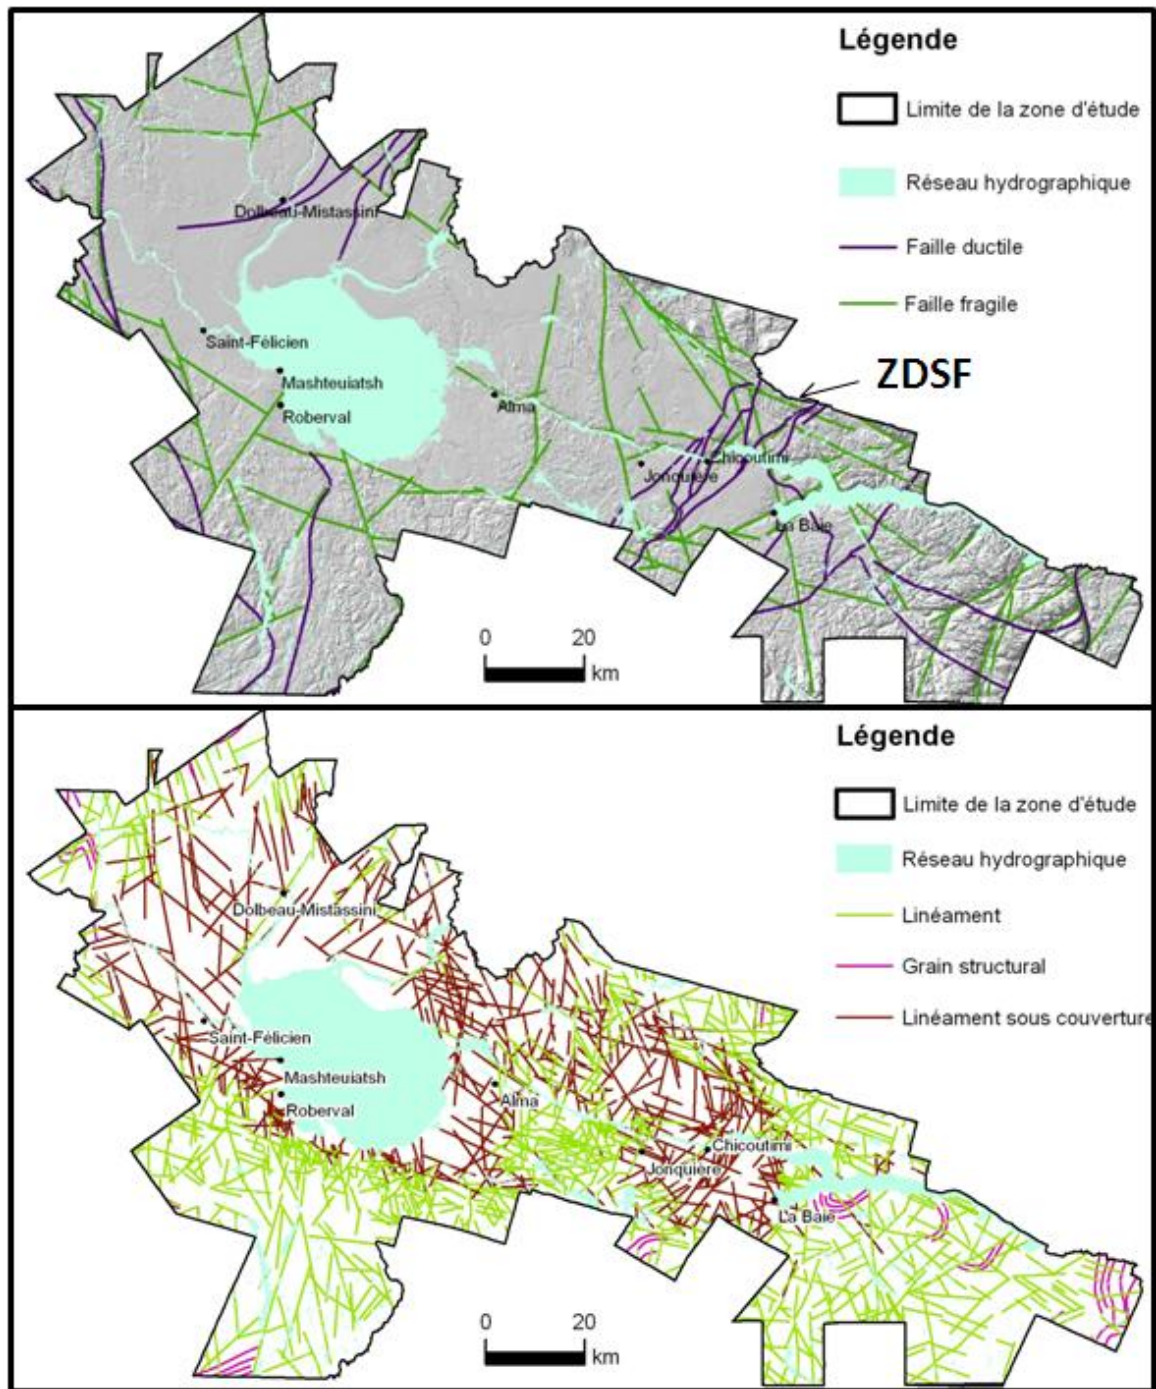 Légende
Limite de la zone d'étude
Réseau hydrographique
Faille ductile
Faille fragile
Dolbeau-Mistassini
Saint-Félicien
Mashteuiatsh
Roberval
Alma
ZDSF
Chicoutimi
Jonquière
La Baie
0 20
km
Légende
Limite de la zone d'étude
Réseau hydrographique
Linéament
Grain structural
Linéament sous couverture
Dolbeau-Mistassini
Saint-Félicien
Mashteuiatsh
Roberval
Alma
Chicoutimi
Jonquière
La Baie
0 20
km